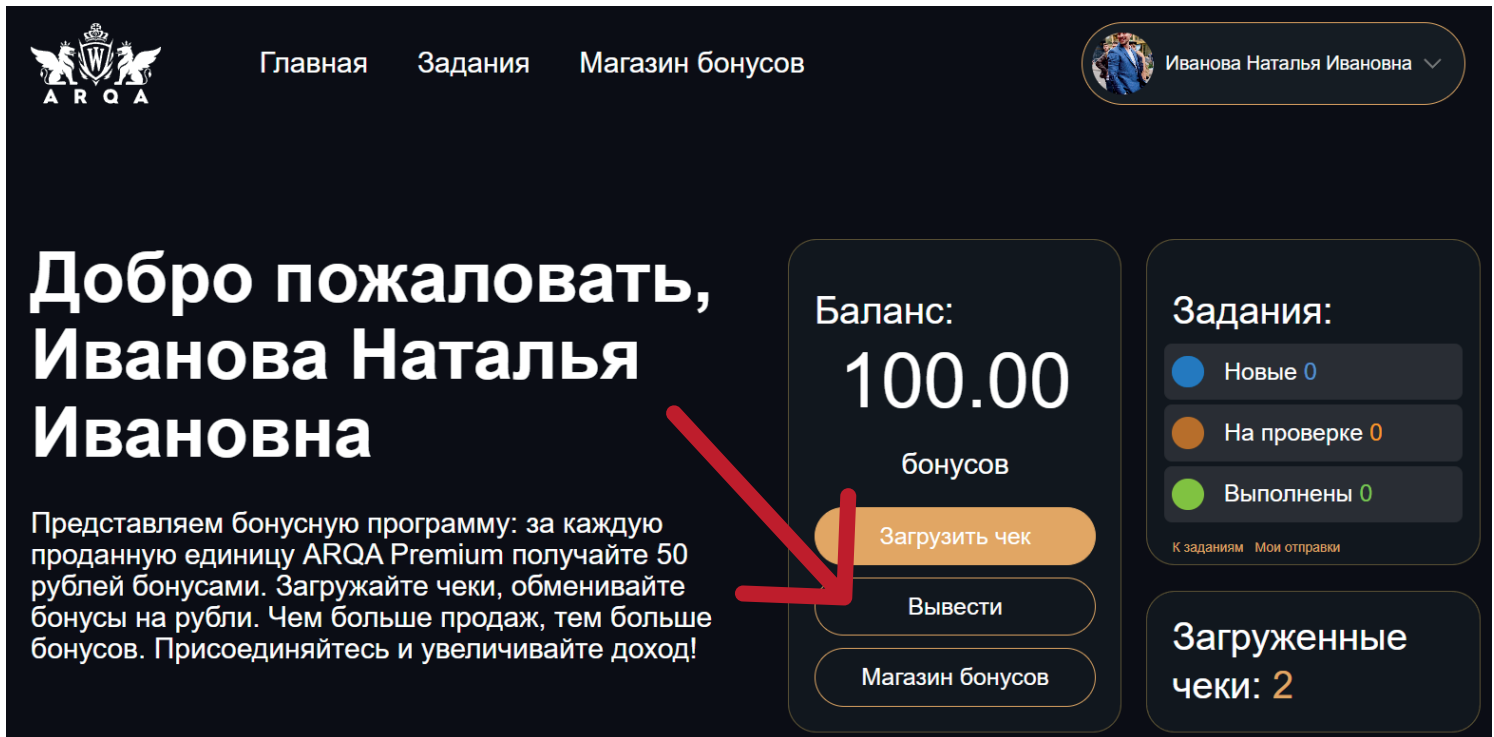 W
ARQA
Главная
Задания
Магазин бонусов
Иванова Наталья Ивановна
Добро пожаловать,
Иванова Наталья
Ивановна
Представляем бонусную программу: за каждую
проданную единицу ARQA Premium получайте 50
рублей бонусами. Загружайте чеки, обменивайте
бонусы на рубли. Чем больше продаж, тем больше
бонусов. Присоединяйтесь и увеличивайте доход!
Баланс:
100.00
бонусов
Загрузить чек
Вывести
Магазин бонусов
Задания:
Новые 0
На проверке 0
Выполнены 0
К заданиям Мои отправки
Загруженные
чеки: 2